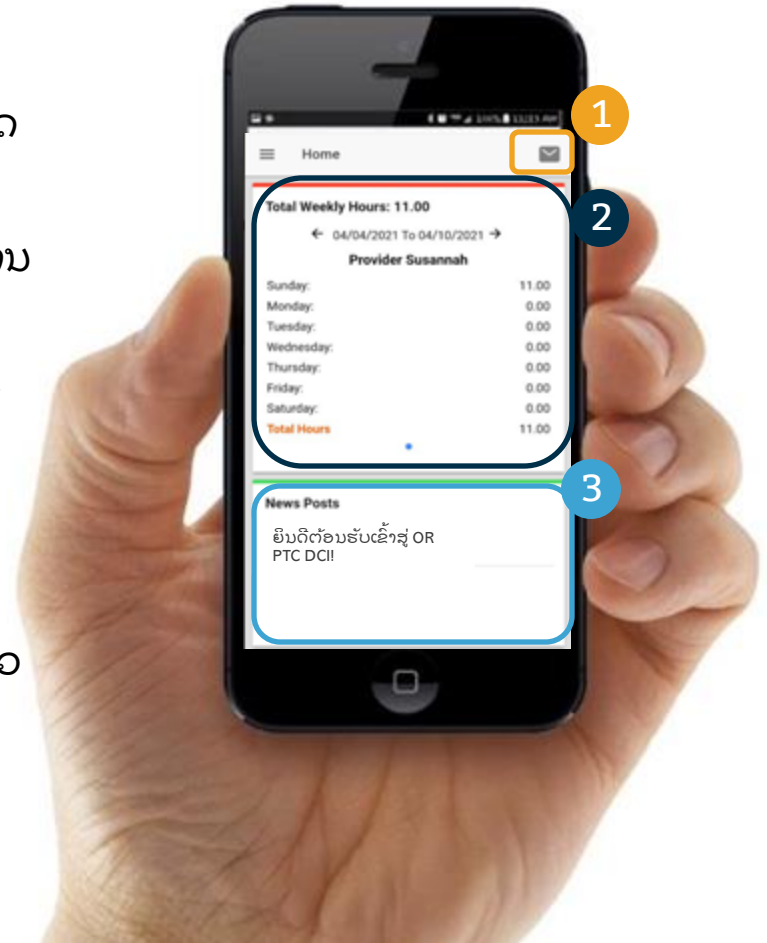 1
Home
2
Total Weekly Hours: 11.00
← 04/04/2021 To 04/10/2021 →
Provider Susannah
Sunday: 11.00
Monday: 0.00
Tuesday: 0.00
Wednesday: 0.00
Thursday: 0.00
Friday: 0.00
Saturday: 0.00
Total Hours 11.00
3
News Posts
ຍິນດີຕ້ອນຮັບເຂົ້າສູ່ OR
PTC DCI!